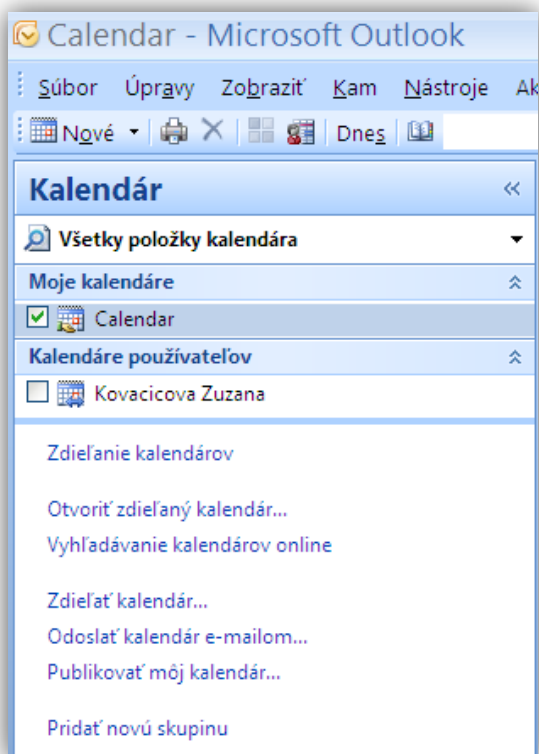 Calendar - Microsoft Outlook
Súbor Úpravy Zobraziť Kam Nástroje Ak
Nové Dnes
Kalendár
Všetky položky kalendára
Moje kalendáre
Calendar
Kalendáre používateľov
Kovacicova Zuzana
Zdieľanie kalendárov
Otvoriť zdieľaný kalendár...
Vyhľadávanie kalendárov online
Zdieľať kalendár...
Odoslať kalendár e-mailom...
Publikovať môj kalendár...
Pridať novú skupinu